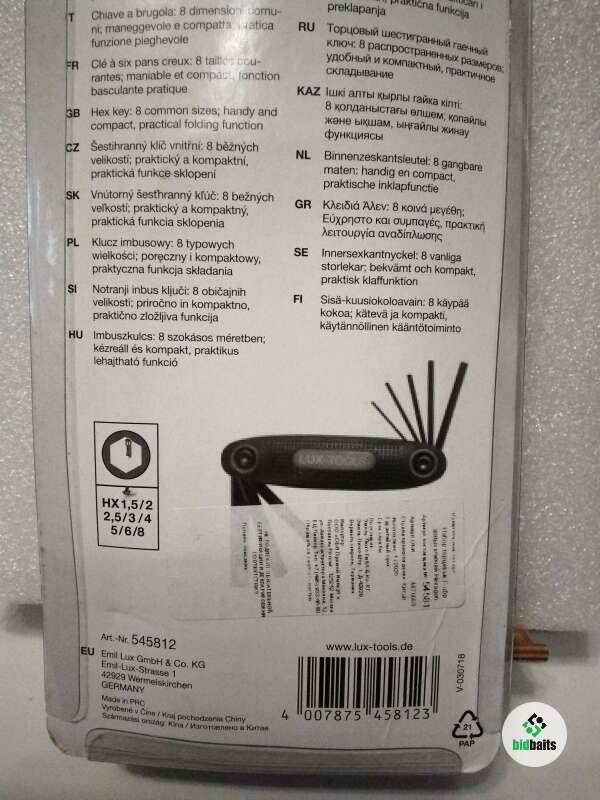 preklapanja
praktična funkcija
IT Chiave a brugola: 8 dimensioni comu-
ni; maneggevole e compatta, pratica
funzione pieghevole
FR Clé à six pans creux: 8 tailles cou-
rantes; maniable et compact, fonction
basculante pratique
GB Hex key: 8 common sizes; handy and
compact, practical folding function
CZ Šestihranný klíč vnitřní: 8 běžných
velikostí; praktický a kompaktní,
praktická funkce sklopení
SK Vnútorný šesťhranný kľúč: 8 bežných
veľkostí; praktický a kompaktný,
praktická funkcia sklopenia
PL Klucz imbusowy: 8 typowych
wielkości; poręczny i kompaktowy,
praktyczna funkcja składania
SI Notranji inbus ključi: 8 običajnih
velikosti; priročno in kompaktno,
praktično zložljiva funkcija
HU Imbuszkulcs: 8 szokásos méretben;
kézreáll és kompakt, praktikus
lehajtható funkció
RU Торцовый шестигранный гаечный
ключ: 8 распространенных размеров;
удобный и компактный, практичное
складывание
KAZ Ішкі алты қырлы гайка кілті:
8 қолданыстағы өлшем; қолайлы
және ықшам, ыңғайлы жинау
функциясы
NL Binnenzeskantsleutel: 8 gangbare
maten: handig en compact,
praktische inklapfunctie
GR Κλειδιά Άλεν: 8 κοινά μεγέθη;
Εύχρηστο και συμπαγές, πρακτική
λειτουργία αναδίπλωσης
SE Innersexkantnyckel: 8 vanliga
storlekar; bekvämt och kompakt,
praktisk klaffunktion
FI Sisä-kuusiokoloavain: 8 käypää
kokoa; kätevä ja kompakti,
käytännöllinen kääntötoiminto
LUX-TOOLS
HX1,5/2
2,5/3/4
5/6/8
Art.-Nr. 545812
EU Emil Lux GmbH & Co. KG
Emil-Lux-Strasse 1
42929 Wermelskirchen
GERMANY
Made in PRC
Vyrobené v Číne / Kraj pochodzenia Chiny
Származási ország: Kína / Изготовлено в Китае
www.lux-tools.de
4 007875 458123
V-030718
21
PAP
bidbaits